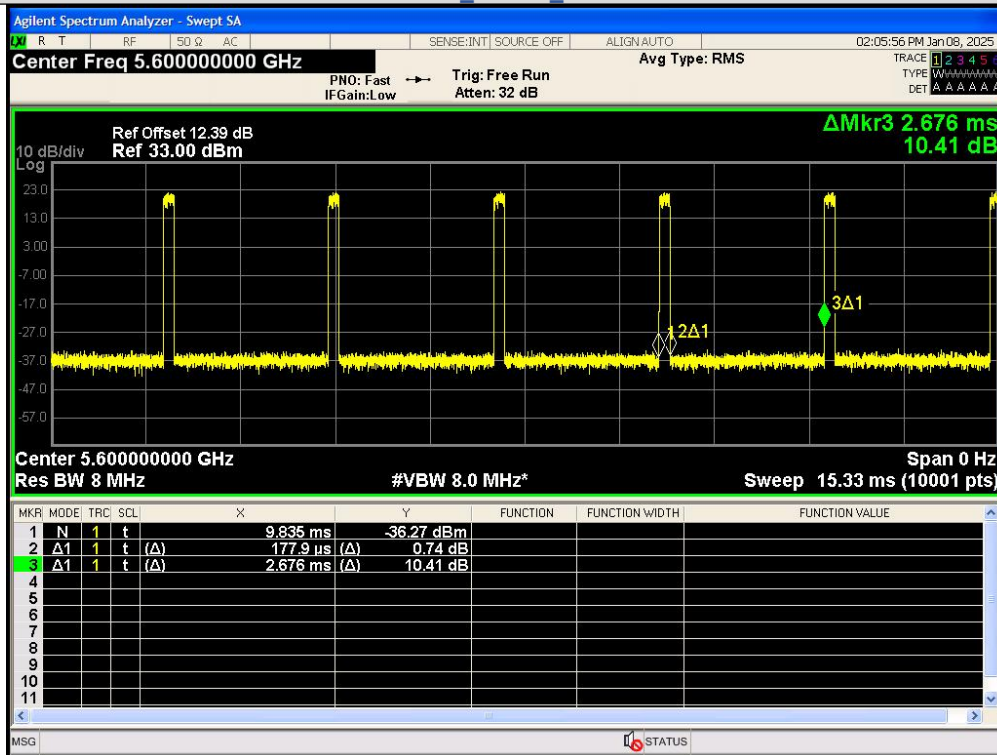 Agilent Spectrum Analyzer - Swept SA
LXI R T RF 50 Ω AC SENSE:INT SOURCE OFF ALIGN AUTO 02:05:56 PM Jan 08, 2025
Center Freq 5.600000000 GHz Avg Type: RMS TRACE 1 2 3 4 5
PNO: Fast Trig: Free Run TYPE
IFGain:Low Atten: 32 dB DET A A A A A
ΔMkr3 2.676 ms
Ref Offset 12.39 dB 10.41 dB
10 dB/div Ref 33.00 dBm
Log
23.0
13.0
3.00
-7.00
-17.0 3Δ1
-27.0 2Δ1
-37.0
-47.0
-57.0
Center 5.600000000 GHz Span 0 Hz
Res BW 8 MHz #VBW 8.0 MHz* Sweep 15.33 ms (10001 pts)
MKR MODE TRC SCL X Y FUNCTION FUNCTION WIDTH FUNCTION VALUE
1 N 1 t 9.835 ms -36.27 dBm
2 Δ1 1 t (Δ) 177.9 µs (Δ) 0.74 dB
3 Δ1 1 t (Δ) 2.676 ms (Δ) 10.41 dB
4
5
6
7
8
9
10
11
MSG STATUS